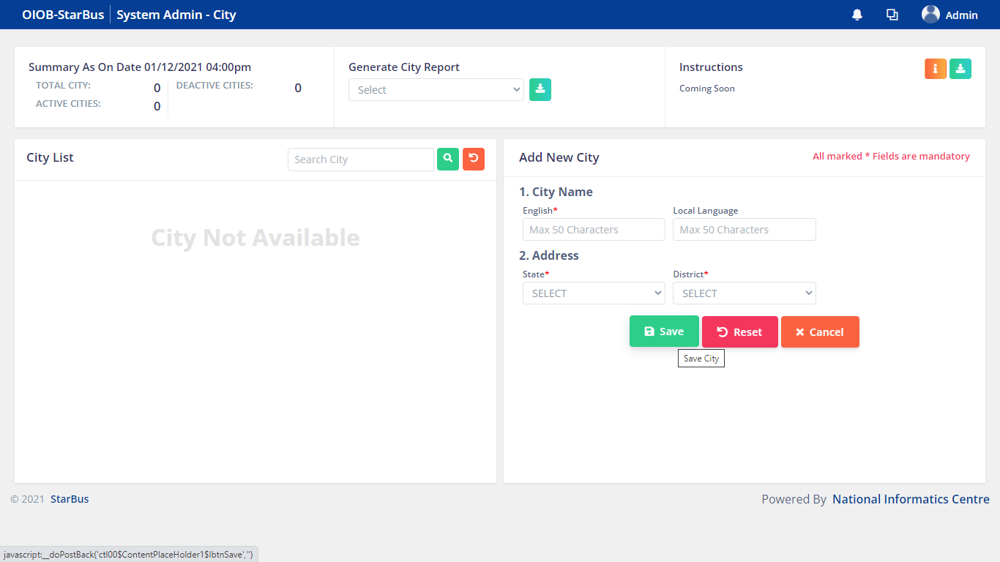 OIOB-StarBus System Admin - City Admin
Summary As On Date 01/12/2021 04:00pm
TOTAL CITY: 0 DEACTIVE CITIES: 0
ACTIVE CITIES: 0
Generate City Report
Select
Instructions
Coming Soon
City List
Search City
City Not Available
Add New City
All marked * Fields are mandatory
1. City Name
English* Local Language
Max 50 Characters Max 50 Characters
2. Address
State* District*
SELECT SELECT
Save Reset Cancel
Save City
© 2021 StarBus
Powered By National Informatics Centre
javascript:__doPostBack('ctl00$ContentPlaceHolder1$lbtnSave','')